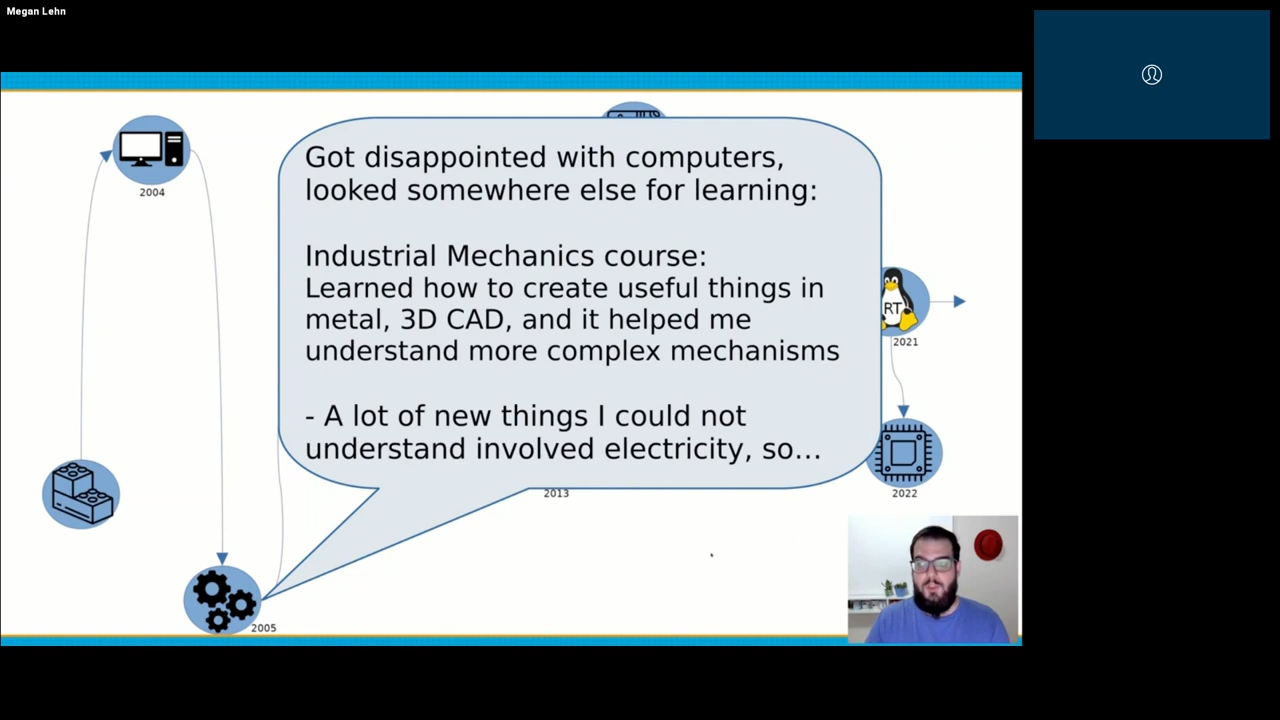 Megan Lehn
2004
Got disappointed with computers,
looked somewhere else for learning:
Industrial Mechanics course:
Learned how to create useful things in
metal, 3D CAD, and it helped me
understand more complex mechanisms
- A lot of new things I could not
understand involved electricity, so...
RT
2021
2013
2022
2005